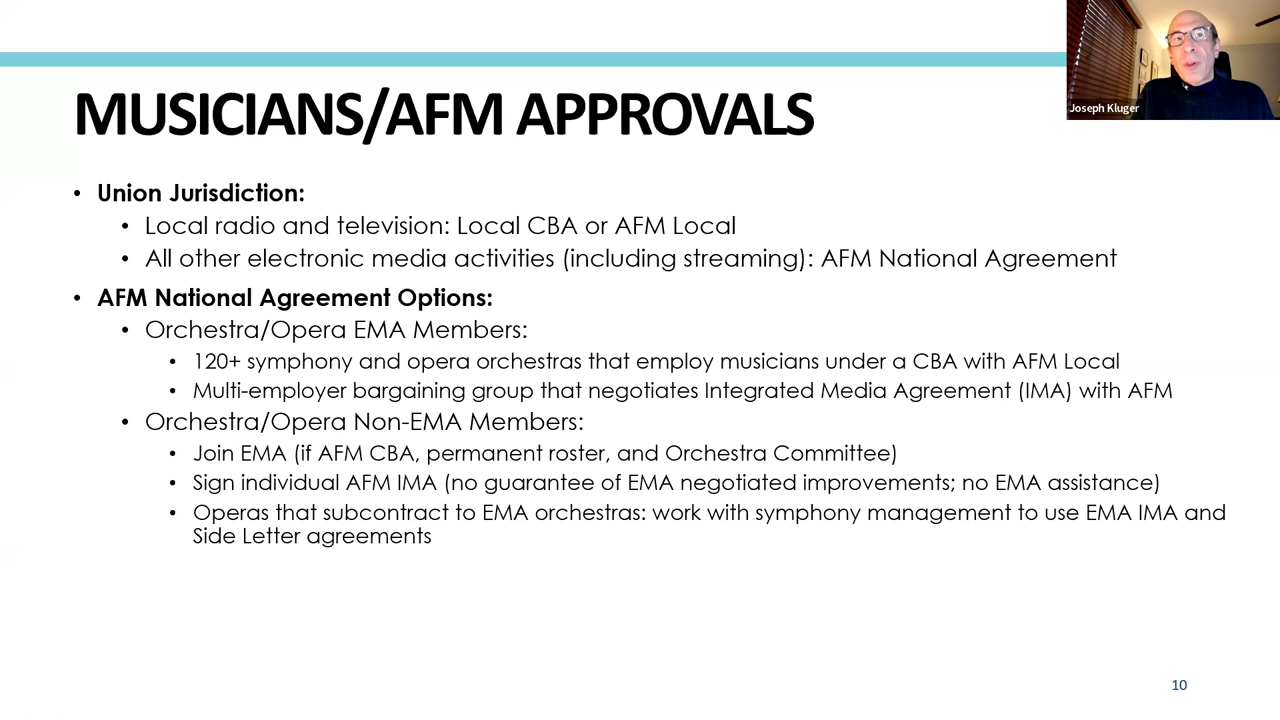 Joseph Kluger
MUSICIANS/AFM APPROVALS
• Union Jurisdiction:
• Local radio and television: Local CBA or AFM Local
• All other electronic media activities (including streaming): AFM National Agreement
• AFM National Agreement Options:
• Orchestra/Opera EMA Members:
• 120+ symphony and opera orchestras that employ musicians under a CBA with AFM Local
• Multi-employer bargaining group that negotiates Integrated Media Agreement (IMA) with AFM
• Orchestra/Opera Non-EMA Members:
• Join EMA (if AFM CBA, permanent roster, and Orchestra Committee)
• Sign individual AFM IMA (no guarantee of EMA negotiated improvements; no EMA assistance)
• Operas that subcontract to EMA orchestras: work with symphony management to use EMA IMA and
Side Letter agreements
10